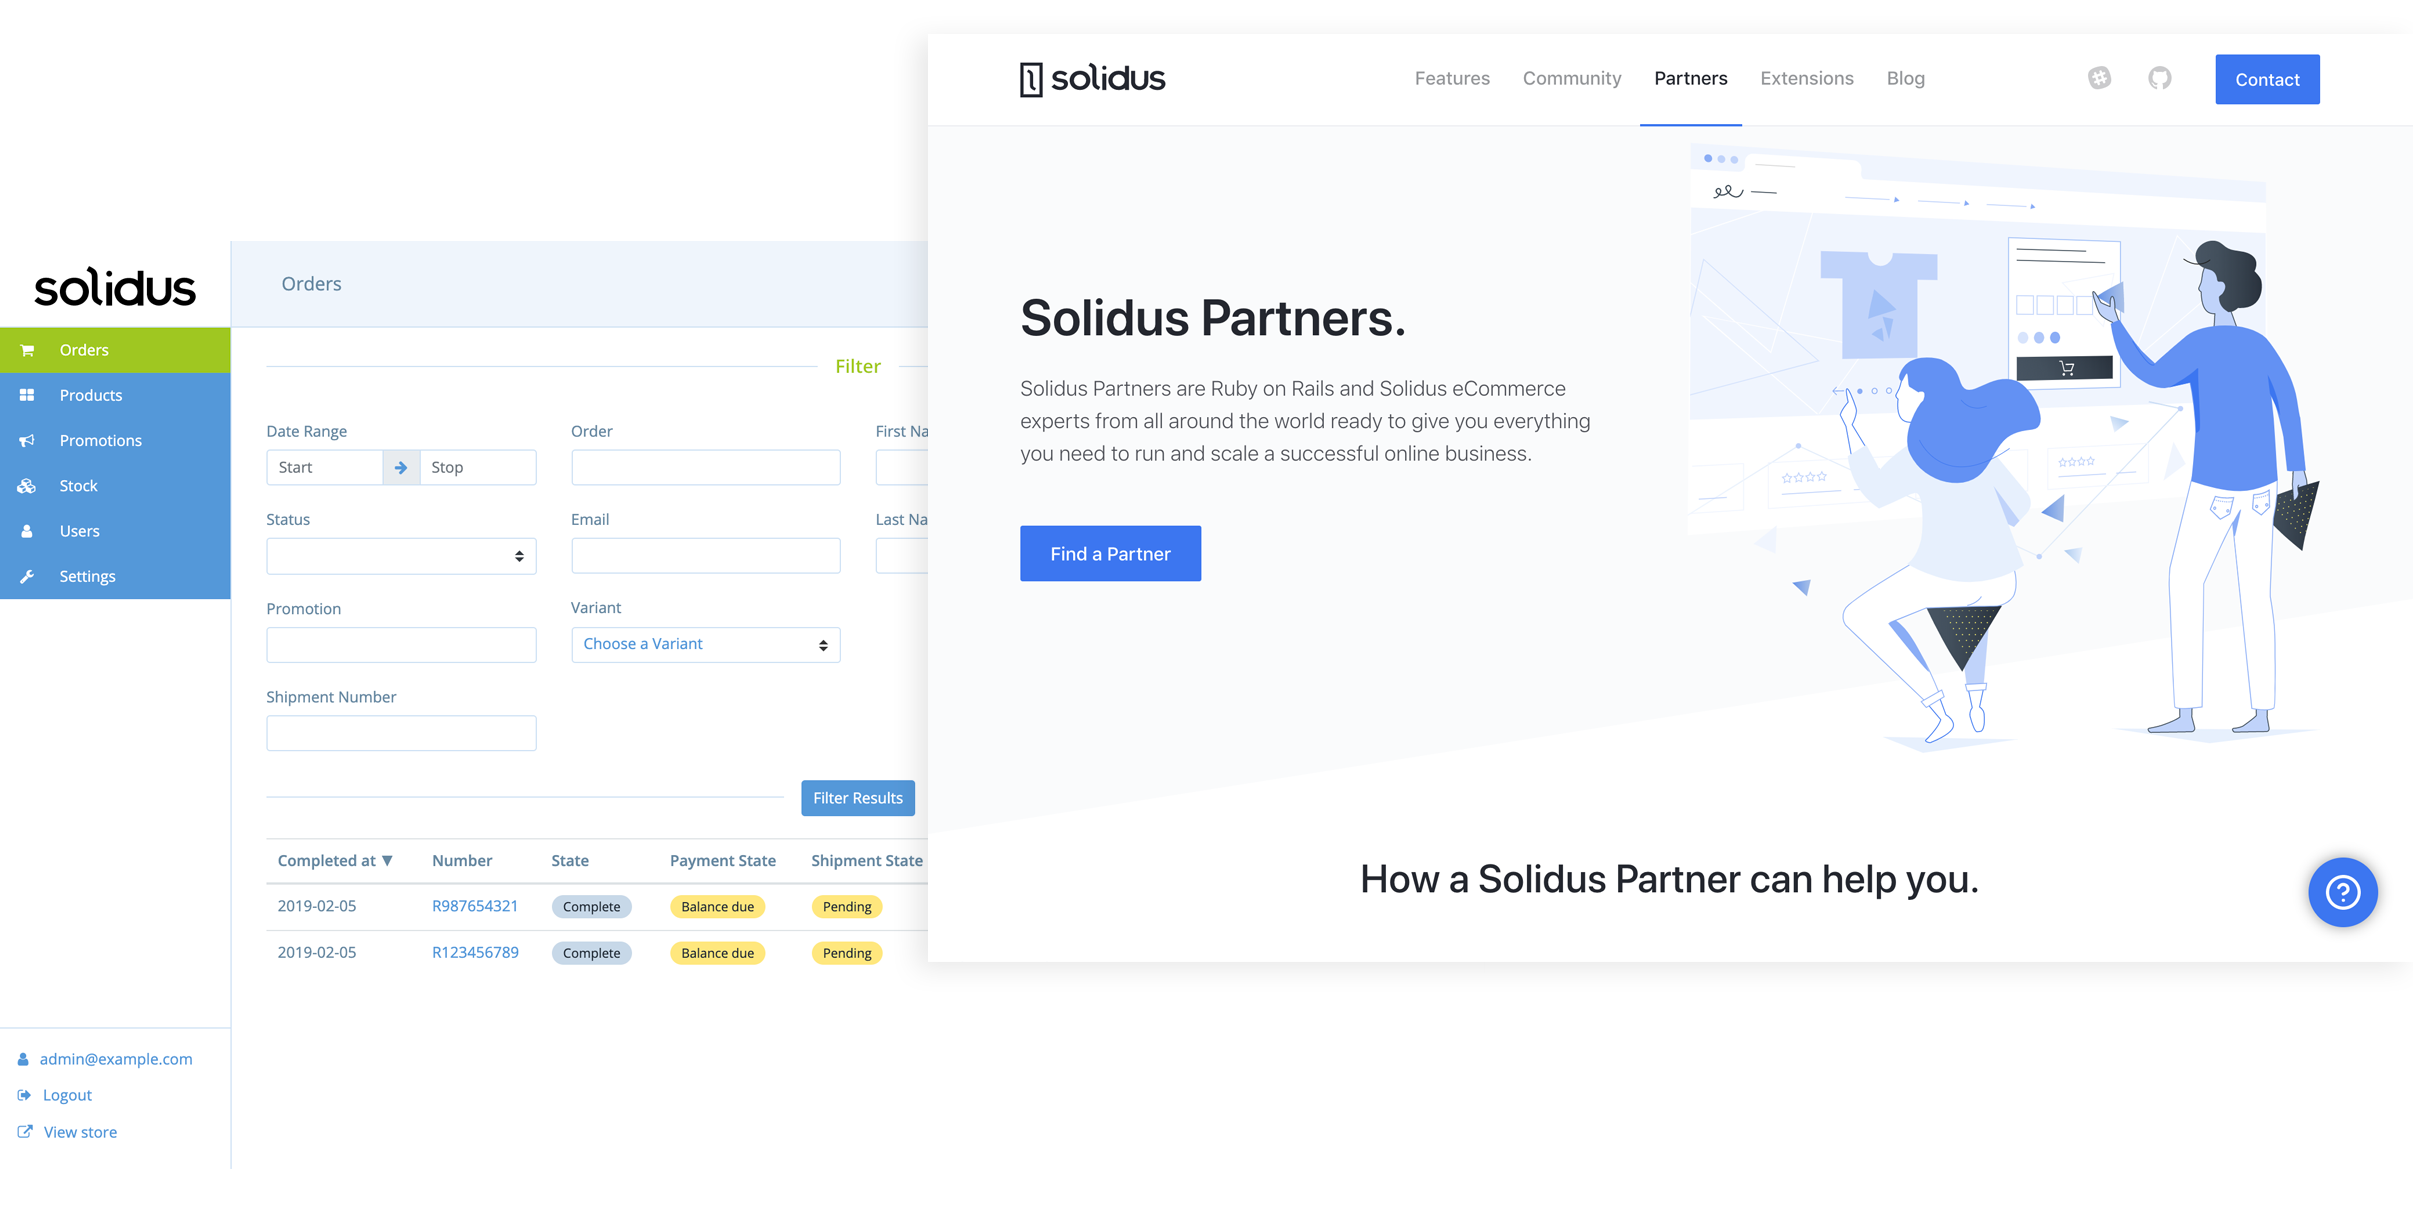 solidus
Orders
Products
Promotions
Stock
Users
Settings
admin@example.com
Logout
View store
Orders
Filter
Date Range
Order
First Na
Start
Stop
Status
Email
Last Na
Promotion
Variant
Choose a Variant
Shipment Number
Filter Results
Completed at ▼ Number State Payment State Shipment State
2019-02-05 R987654321 Complete Balance due Pending
2019-02-05 R123456789 Complete Balance due Pending
solidus
Features Community Partners Extensions Blog
Contact
Solidus Partners.
Solidus Partners are Ruby on Rails and Solidus eCommerce
experts from all around the world ready to give you everything
you need to run and scale a successful online business.
Find a Partner
How a Solidus Partner can help you.
?